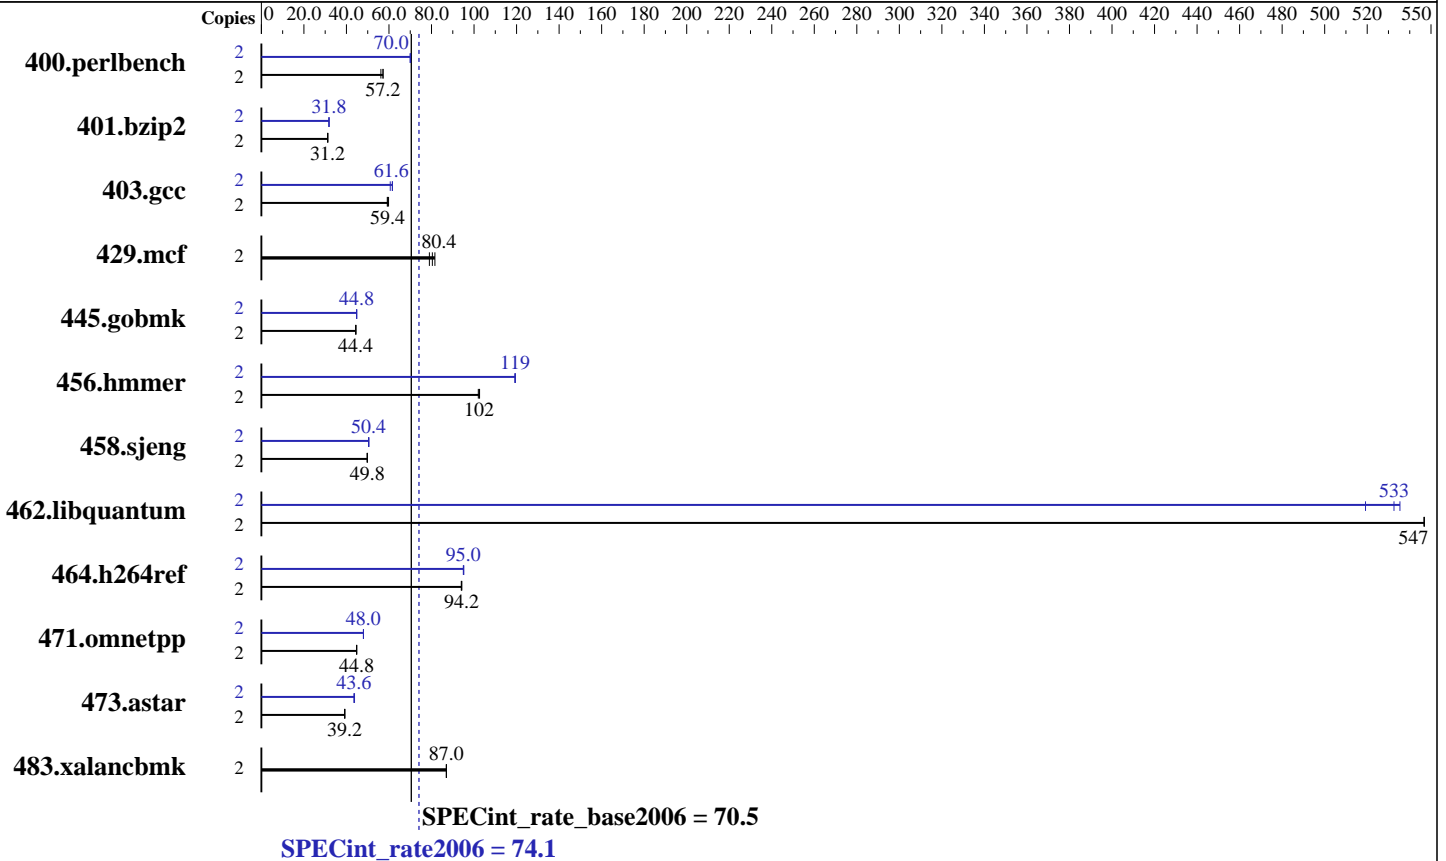 Copies 0 20.0 40.0 60.0 80.0 100 120 140 160 180 200 220 240 260 280 300 320 340 360 380 400 420 440 460 480 500 520 550
400.perlbench 2 70.0
2 57.2
401.bzip2 2 31.8
2 31.2
403.gcc 2 61.6
2 59.4
429.mcf 2 80.4
445.gobmk 2 44.8
2 44.4
456.hmmer 2 119
2 102
458.sjeng 2 50.4
2 49.8
462.libquantum 2 533
2 547
464.h264ref 2 95.0
2 94.2
471.omnetpp 2 48.0
2 44.8
473.astar 2 43.6
2 39.2
483.xalancbmk 2 87.0
SPECint_rate_base2006 = 70.5
SPECint_rate2006 = 74.1